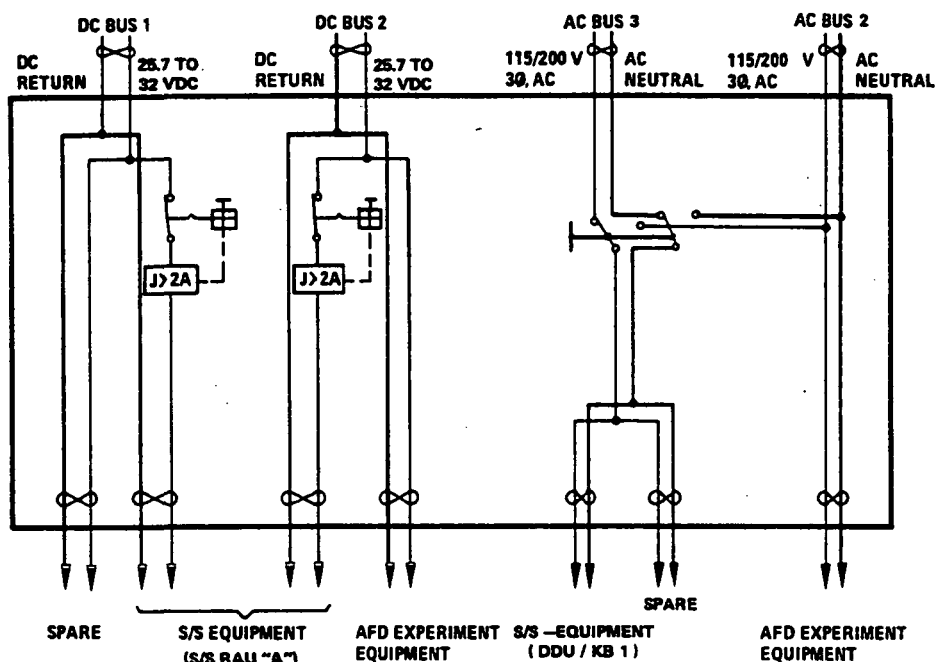 DC BUS 1
DC BUS 2
AC BUS 3
AC BUS 2
DC RETURN
25.7 TO 32 VDC
DC RETURN
25.7 TO 32 VDC
115/200 V 3Ø, AC
AC NEUTRAL
115/200 V 3Ø, AC
AC NEUTRAL
J>2A
J>2A
SPARE
S/S EQUIPMENT
(S/S RAU "A")
AFD EXPERIMENT
EQUIPMENT
S/S –EQUIPMENT
( DDU / KB 1 )
SPARE
AFD EXPERIMENT
EQUIPMENT